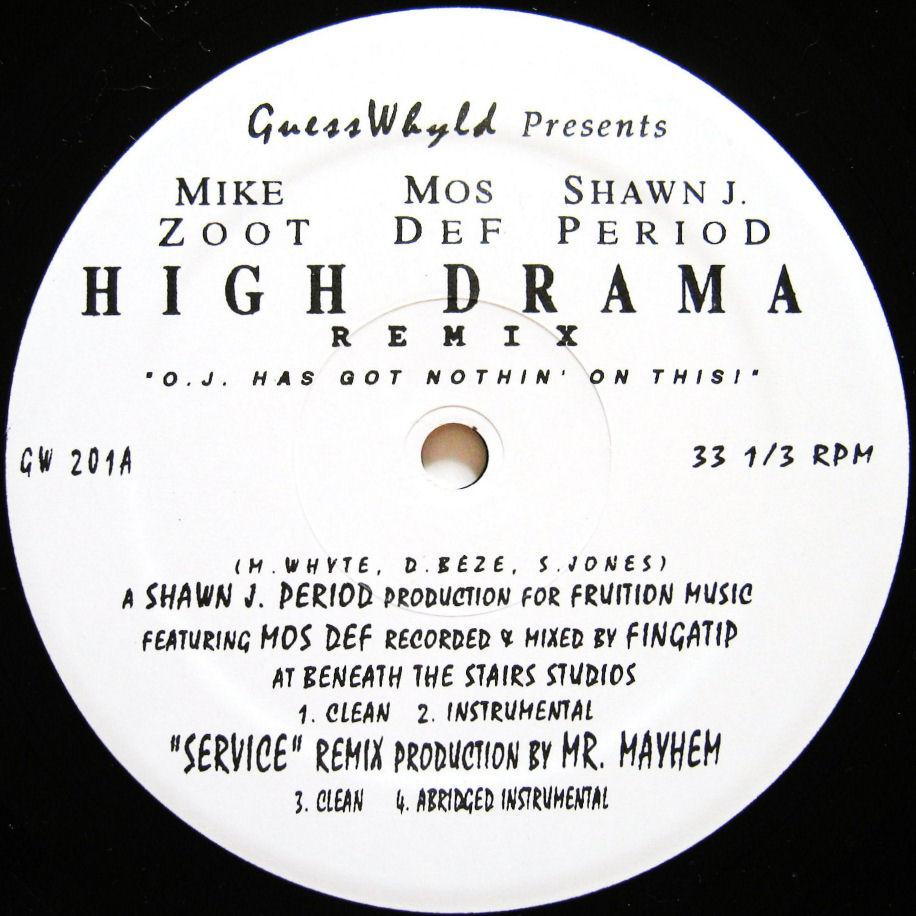 GuessWhyld Presents
MIKE ZOOT
MOS DEF
SHAWN J. PERIOD
HIGH DRAMA
REMIX
"O.J. HAS GOT NOTHIN' ON THIS!"
GW 201A
33 1/3 RPM
(M. WHYTE, D. BEZE, S. JONES)
A SHAWN J. PERIOD PRODUCTION FOR FRUITION MUSIC
FEATURING MOS DEF RECORDED & MIXED BY FINGATIP
AT BENEATH THE STAIRS STUDIOS
1. CLEAN 2. INSTRUMENTAL
"SERVICE" REMIX PRODUCTION BY MR. MAYHEM
3. CLEAN 4. ABRIDGED INSTRUMENTAL